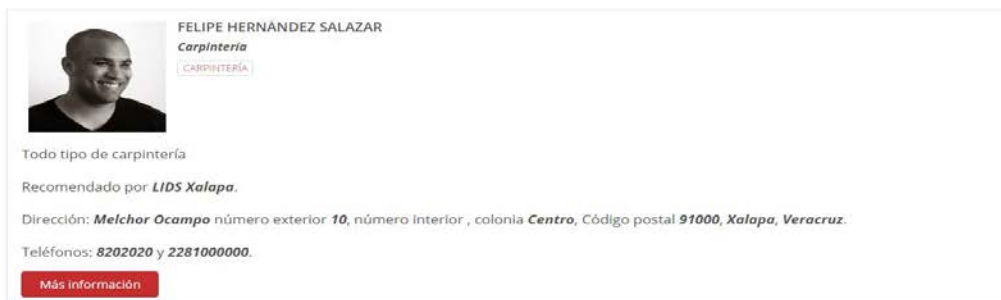 FELIPE HERNÁNDEZ SALAZAR
Carpintería
CARPINTERÍA
Todo tipo de carpintería
Recomendado por LIDS Xalapa.
Dirección: Melchor Ocampo número exterior 10, número interior , colonia Centro, Código postal 91000, Xalapa, Veracruz.
Teléfonos: 8202020 y 2281000000.
Más información